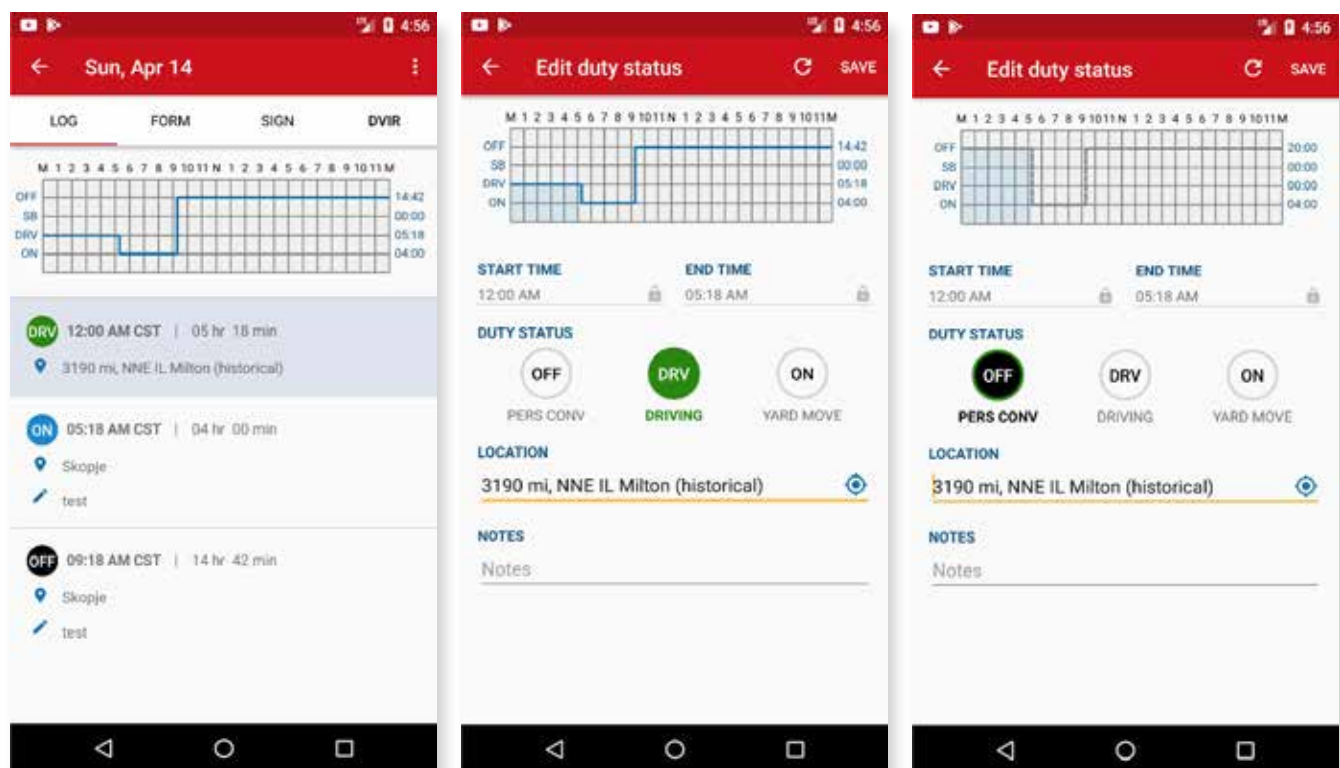 4:56
Sun, Apr 14
LOG FORM SIGN DVIR
M 1 2 3 4 5 6 7 8 9 10 11 N 1 2 3 4 5 6 7 8 9 10 11 M
OFF 14:42
SB 00:00
DRV 05:18
ON 04:00
DRV 12:00 AM CST | 05 hr 18 min
3190 mi, NNE IL Milton (historical)
ON 05:18 AM CST | 04 hr 00 min
Skopje
test
OFF 09:18 AM CST | 14 hr 42 min
Skopje
test
4:56
Edit duty status SAVE
M 1 2 3 4 5 6 7 8 9 10 11 N 1 2 3 4 5 6 7 8 9 10 11 M
OFF 14:42
SB 00:00
DRV 05:18
ON 04:00
START TIME END TIME
12:00 AM 05:18 AM
DUTY STATUS
OFF DRV ON
PERS CONV DRIVING YARD MOVE
LOCATION
3190 mi, NNE IL Milton (historical)
NOTES
Notes
4:56
Edit duty status SAVE
M 1 2 3 4 5 6 7 8 9 10 11 N 1 2 3 4 5 6 7 8 9 10 11 M
OFF 20:00
SB 00:00
DRV 00:00
ON 04:00
START TIME END TIME
12:00 AM 05:18 AM
DUTY STATUS
OFF DRV ON
PERS CONV DRIVING YARD MOVE
LOCATION
3190 mi, NNE IL Milton (historical)
NOTES
Notes